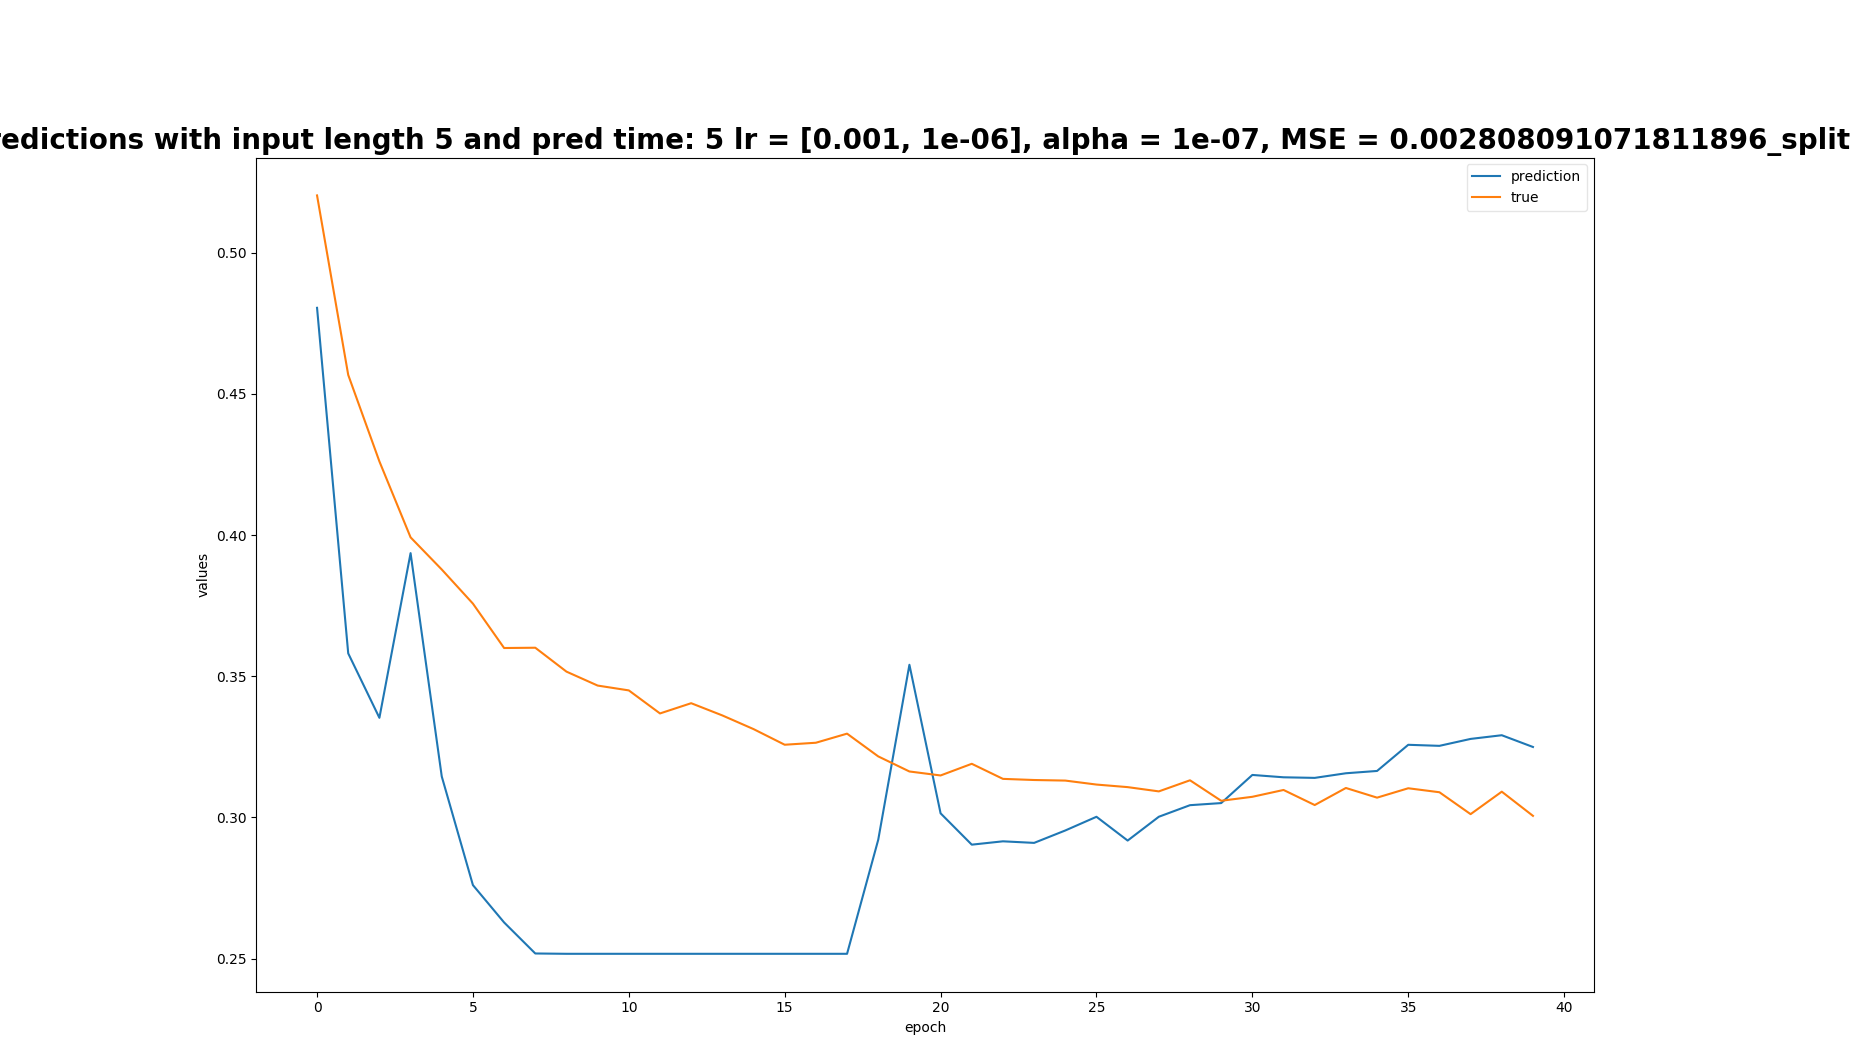 redictions with input length 5 and pred time: 5 lr = [0.001, 1e-06], alpha = 1e-07, MSE = 0.002808091071811896_split
prediction
true
0.50
0.45
0.40
0.35
0.30
0.25
values
0 5 10 15 20 25 30 35 40
epoch